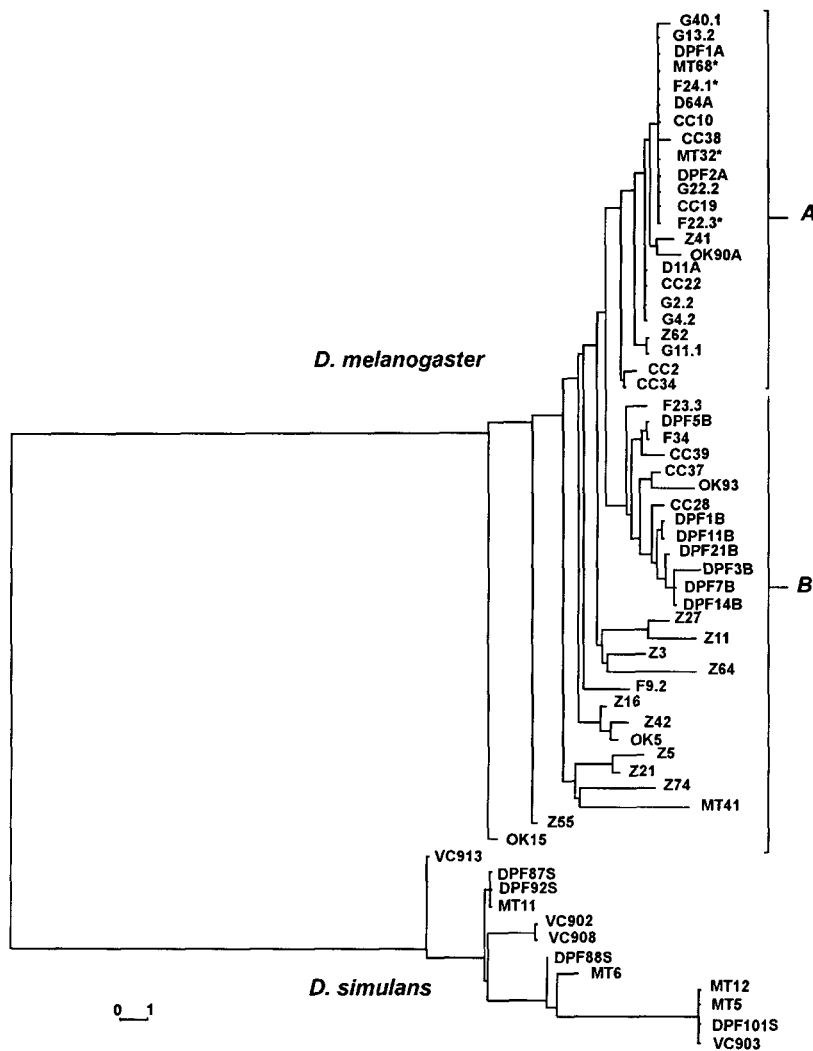 G40.1
G13.2
DPF1A
MT68*
F24.1*
D64A
CC10
CC38
MT32*
DPF2A
G22.2
CC19
F22.3*
A
Z41
OK90A
D11A
CC22
G2.2
G4.2
Z62
G11.1
D. melanogaster
CC2
CC34
F23.3
DPF5B
F34
CC39
CC37
OK93
CC28
DPF1B
DPF11B
DPF21B
DPF3B
DPF7B
B
DPF14B
Z27
Z11
Z3
Z64
F9.2
Z16
Z42
OK5
Z5
Z21
Z74
MT41
Z55
OK15
VC913
DPF87S
DPF92S
MT11
VC902
VC908
DPF88S
MT6
D. simulans
MT12
MT5
0 1
DPF101S
VC903